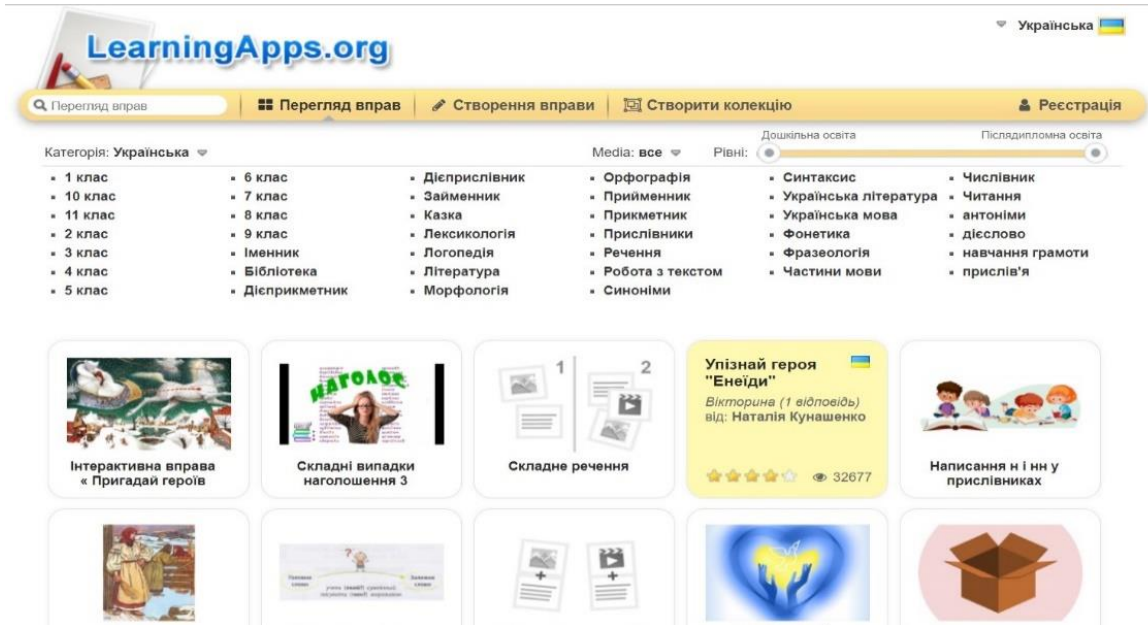 LearningApps.org
Українська
Перегляд вправ
Перегляд вправ
Створення вправи
Створити колекцію
Реєстрація
Категорія: Українська
Media: все
Рівні:
Дошкільна освіта
Післядипломна освіта
1 клас
10 клас
11 клас
2 клас
3 клас
4 клас
5 клас
6 клас
7 клас
8 клас
9 клас
Іменник
Бібліотека
Дієприкметник
Дієприслівник
Займенник
Казка
Лексикологія
Логопедія
Література
Морфологія
Орфографія
Прийменник
Прикметник
Прислівники
Речення
Робота з текстом
Синоніми
Синтаксис
Українська література
Українська мова
Фонетика
Фразеологія
Частини мови
Числівник
Читання
антоніми
дієслово
навчання грамоти
прислів'я
Інтерактивна вправа
« Пригадай героїв
НАГОЛОС
Складні випадки
наголошення 3
1
2
Складне речення
Упізнай героя
"Енеїди"
Вікторина (1 відповідь)
від: Наталія Кунашенко
32677
Написання н і нн у
прислівниках